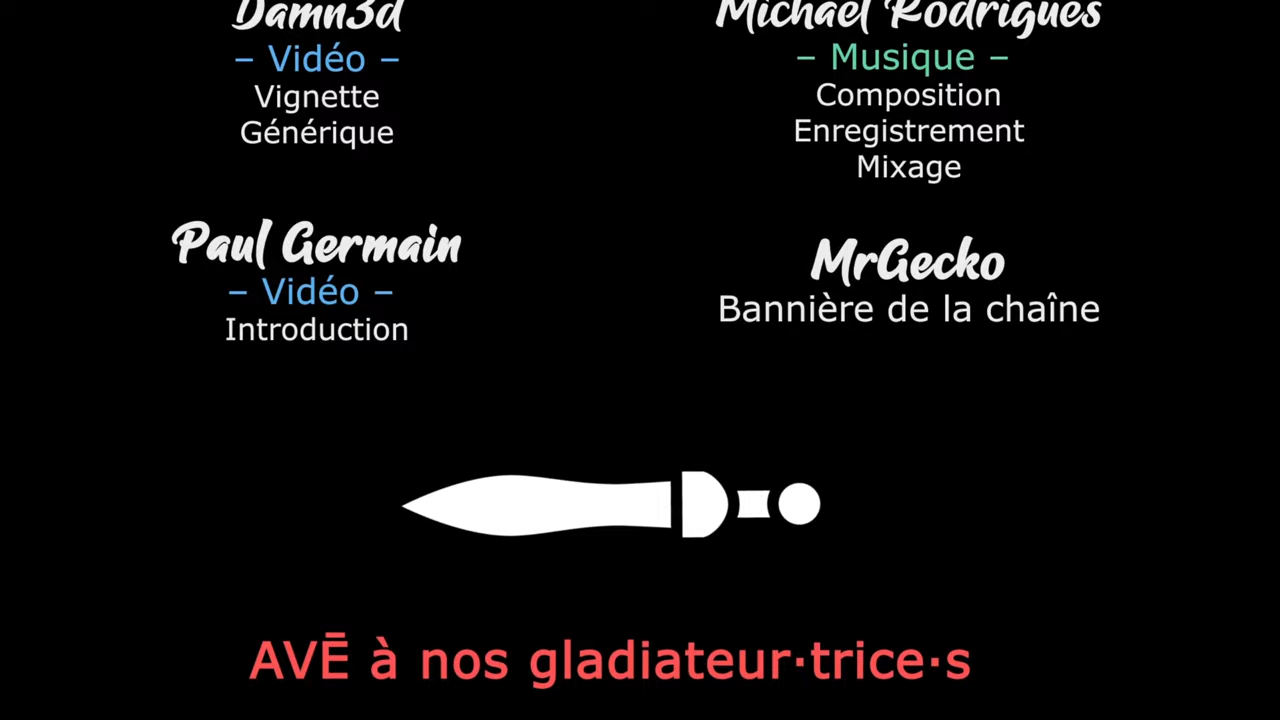 Damn3d
– Vidéo –
Vignette
Générique
Michael Rodrigues
– Musique –
Composition
Enregistrement
Mixage
Paul Germain
– Vidéo –
Introduction
MrGecko
Bannière de la chaîne
AVĒ à nos gladiateur·trice·s